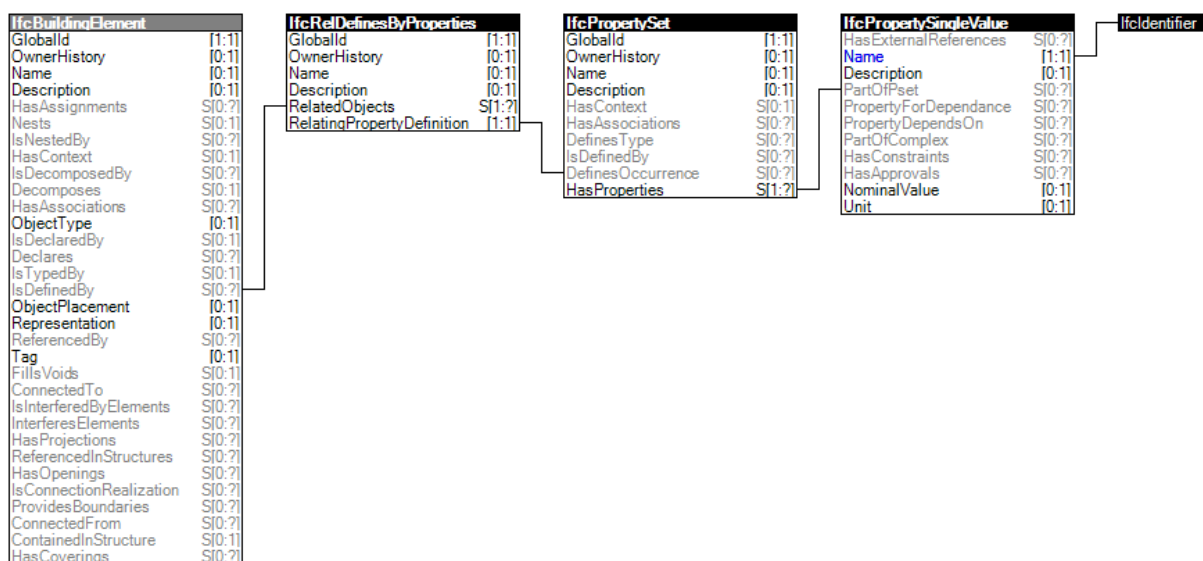 IfcBuildingElement
GlobalId [1:1]
OwnerHistory [0:1]
Name [0:1]
Description [0:1]
HasAssignments S[0:?]
Nests S[0:1]
IsNestedBy S[0:?]
HasContext S[0:1]
IsDecomposedBy S[0:?]
Decomposes S[0:1]
HasAssociations S[0:?]
ObjectType [0:1]
IsDeclaredBy S[0:1]
Declares S[0:?]
IsTypedBy S[0:1]
IsDefinedBy S[0:?]
ObjectPlacement [0:1]
Representation [0:1]
ReferencedBy S[0:?]
Tag [0:1]
FillsVoids S[0:1]
ConnectedTo S[0:?]
IsInterferedByElements S[0:?]
InterferesElements S[0:?]
HasProjections S[0:?]
ReferencedInStructures S[0:?]
HasOpenings S[0:?]
IsConnectionRealization S[0:?]
ProvidesBoundaries S[0:?]
ConnectedFrom S[0:?]
ContainedInStructure S[0:1]
HasCoverings S[0:?]
IfcRelDefinesByProperties
GlobalId [1:1]
OwnerHistory [0:1]
Name [0:1]
Description [0:1]
RelatedObjects S[1:?]
RelatingPropertyDefinition [1:1]
IfcPropertySet
GlobalId [1:1]
OwnerHistory [0:1]
Name [0:1]
Description [0:1]
HasContext S[0:1]
HasAssociations S[0:?]
DefinesType S[0:?]
IsDefinedBy S[0:?]
DefinesOccurrence S[0:?]
HasProperties S[1:?]
IfcPropertySingleValue
HasExternalReferences S[0:?]
Name [1:1]
Description [0:1]
PartOfPset S[0:?]
PropertyForDependance S[0:?]
PropertyDependsOn S[0:?]
PartOfComplex S[0:?]
HasConstraints S[0:?]
HasApprovals S[0:?]
NominalValue [0:1]
Unit [0:1]
IfcIdentifier